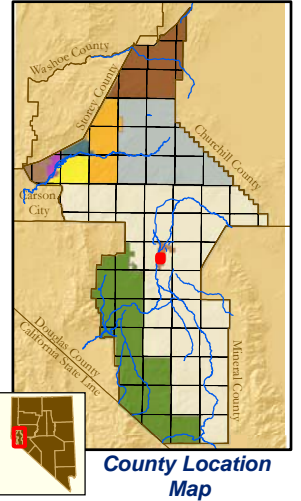 Washoe County
Storey County
Churchill County
Carson
City
Douglas County
California State Line
Mineral County
County Location
Map